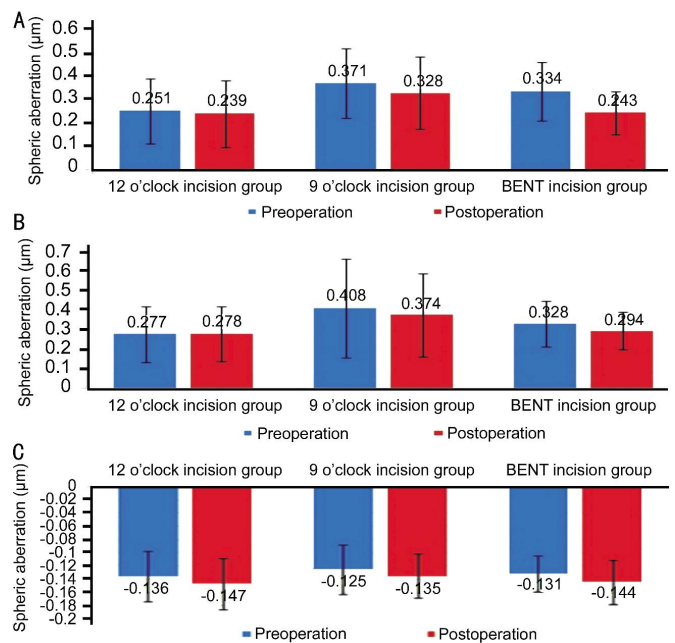 A
Spheric aberration (μm)
0.6
0.5
0.4
0.3
0.2
0.1
0
0.251
0.239
0.371
0.328
0.334
0.243
12 o'clock incision group
9 o'clock incision group
BENT incision group
Preoperation
Postoperation
B
Spheric aberration (μm)
0.7
0.6
0.5
0.4
0.3
0.2
0.1
0
0.277
0.278
0.408
0.374
0.328
0.294
12 o'clock incision group
9 o'clock incision group
BENT incision group
Preoperation
Postoperation
C
12 o'clock incision group
9 o'clock incision group
BENT incision group
Spheric aberration (μm)
0
-0.02
-0.04
-0.06
-0.08
-0.1
-0.12
-0.14
-0.16
-0.18
-0.2
-0.136
-0.147
-0.125
-0.135
-0.131
-0.144
Preoperation
Postoperation